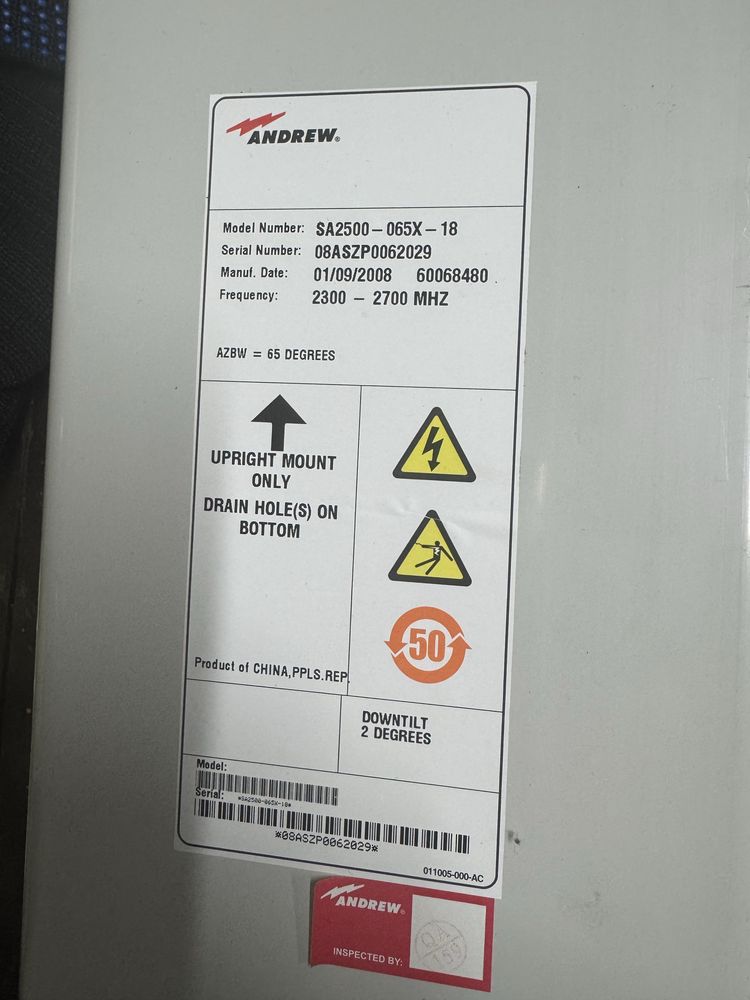 ANDREW®
Model Number: SA2500-065X-18
Serial Number: 08ASZP0062029
Manuf. Date: 01/09/2008 60068480
Frequency: 2300 - 2700 MHZ
AZBW = 65 DEGREES
UPRIGHT MOUNT
ONLY
DRAIN HOLE(S) ON
BOTTOM
50
Product of CHINA,PPLS.REP.
DOWNTILT
2 DEGREES
Model:
*SA2500-065X-18*
Serial:
*08ASZP0062029*
011005-000-AC
ANDREW®
INSPECTED BY:
QA
159